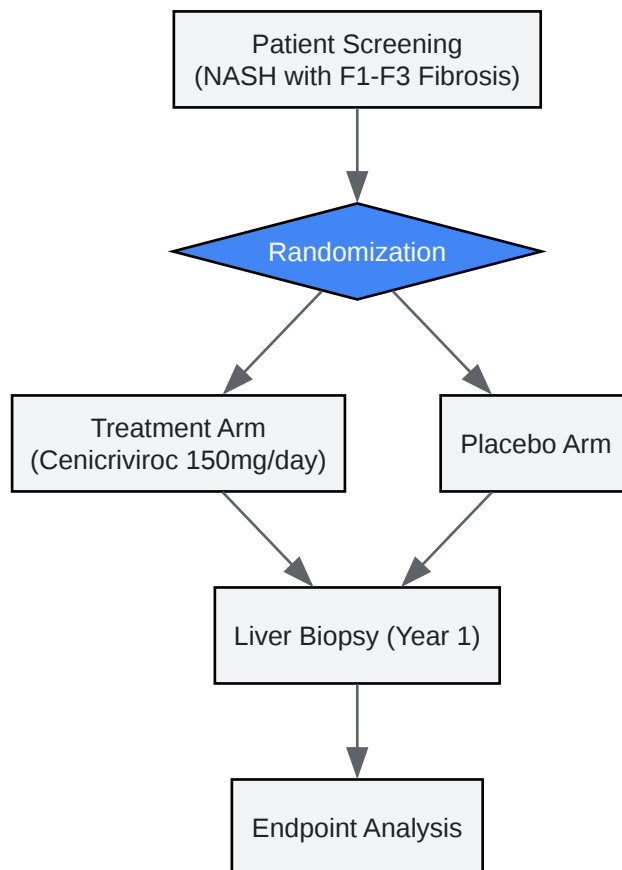 Patient Screening
(NASH with F1-F3 Fibrosis)
Randomization
Treatment Arm
(Cenicriviroc 150mg/day)
Placebo Arm
Liver Biopsy (Year 1)
Endpoint Analysis